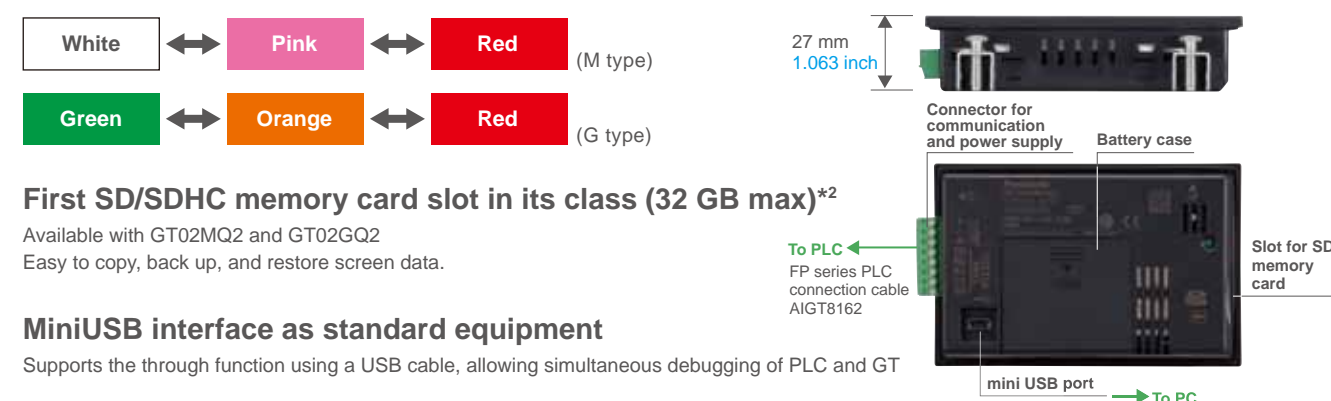 White
Pink
Red
(M type)
Green
Orange
Red
(G type)
First SD/SDHC memory card slot in its class (32 GB max)*2
Available with GT02MQ2 and GT02GQ2
Easy to copy, back up, and restore screen data.
MiniUSB interface as standard equipment
Supports the through function using a USB cable, allowing simultaneous debugging of PLC and GT
27 mm
1.063 inch
Connector for
communication
and power supply
Battery case
To PLC
FP series PLC
connection cable
AIGT8162
Slot for SD
memory
card
mini USB port
To PC